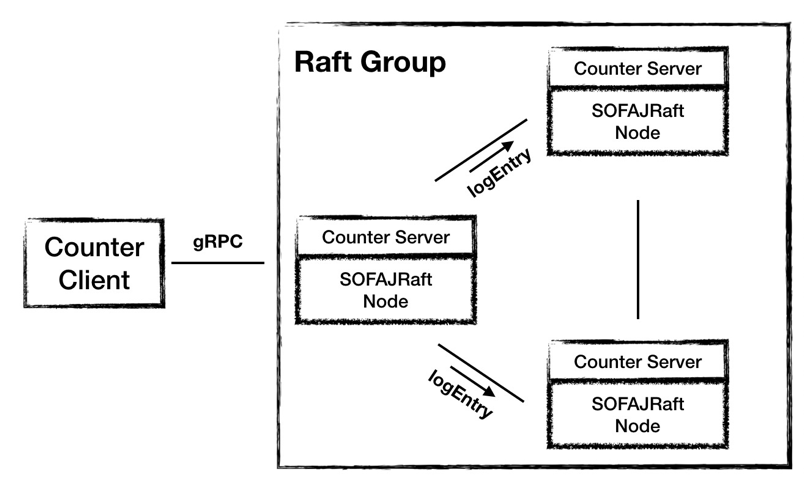 Raft Group
Counter Server
SOFAJRaft
Node
logEntry
gRPC
Counter
Client
Counter Server
SOFAJRaft
Node
logEntry
Counter Server
SOFAJRaft
Node